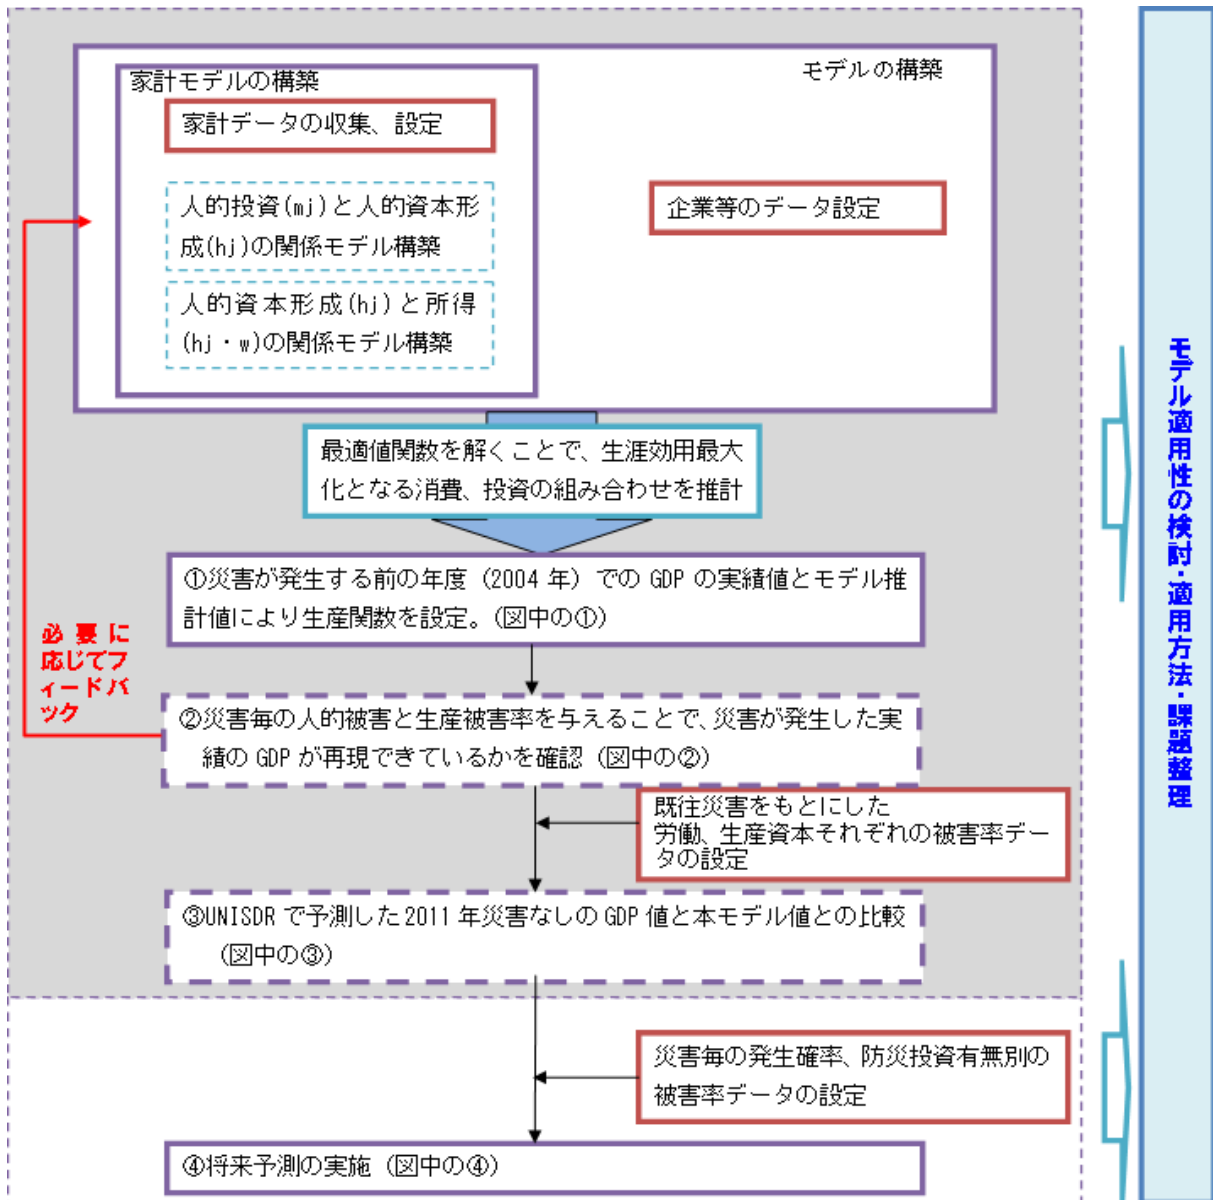 モデルの構築
家計モデルの構築
家計データの収集、設定
人的投資(mj)と人的資本形
成(hj)の関係モデル構築
人的資本形成(hj)と所得
(hj・w)の関係モデル構築
企業等のデータ設定
最適値関数を解くことで、生涯効用最大
化となる消費、投資の組み合わせを推計
①災害が発生する前の年度（2004 年）での GDP の実績値とモデル推
計値により生産関数を設定。（図中の①）
必要に
応じてフ
ィードバ
ック
②災害毎の人的被害と生産被害率を与えることで、災害が発生した実
績の GDP が再現できているかを確認（図中の②）
既往災害をもとにした
労働、生産資本それぞれの被害率デー
タの設定
③UNISDR で予測した 2011 年災害なしの GDP 値と本モデル値との比較
（図中の③）
災害毎の発生確率、防災投資有無別の
被害率データの設定
④将来予測の実施（図中の④）
モデル適用性の検討・適用方法・課題整理